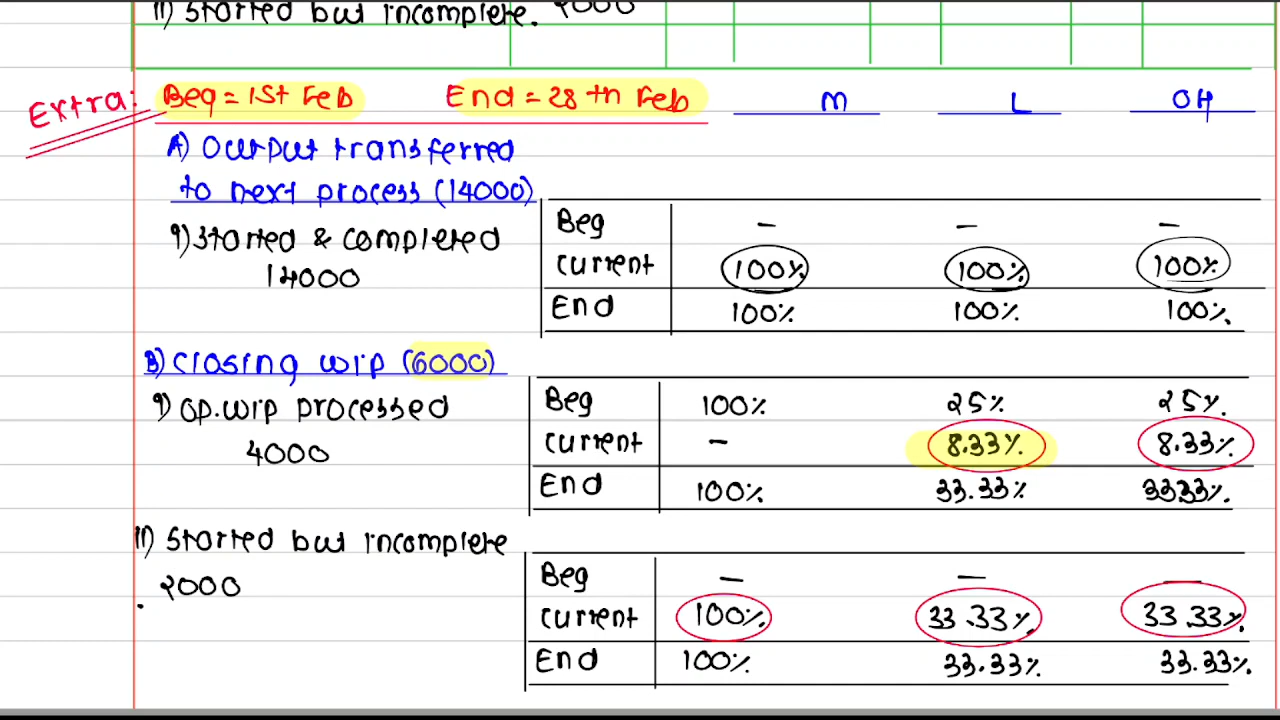 II) Started but incomplete. 2000
Extra: Beg = 1st Feb End = 28th Feb M L OH
A) Output transferred
to next process (14000)
Beg - - -
i) Started & completed
current 100% 100% 100%
14000
End 100% 100% 100%.
B) Closing WIP (6000)
i) Op. WIP processed
Beg 100% 25% 25%.
current - 8.33% 8.33%
4000
End 100% 33.33% 33.33%.
II) Started but incomplete
2000
Beg - - -
current 100% 33.33% 33.33%.
End 100% 33.33% 33.33%.